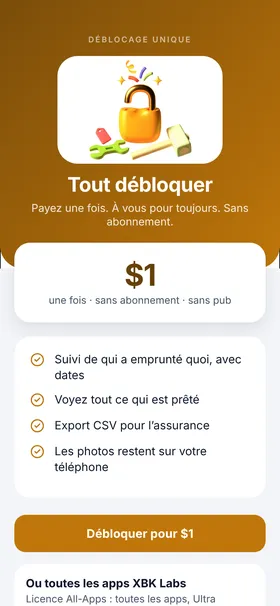 DÉBLOCAGE UNIQUE
Tout débloquer
Payez une fois. À vous pour toujours. Sans
abonnement.
$1
une fois · sans abonnement · sans pub
Suivi de qui a emprunté quoi, avec
dates
Voyez tout ce qui est prêté
Export CSV pour l’assurance
Les photos restent sur votre
téléphone
Débloquer pour $1
Ou toutes les apps XBK Labs
Licence All-Apps : toutes les apps, Ultra